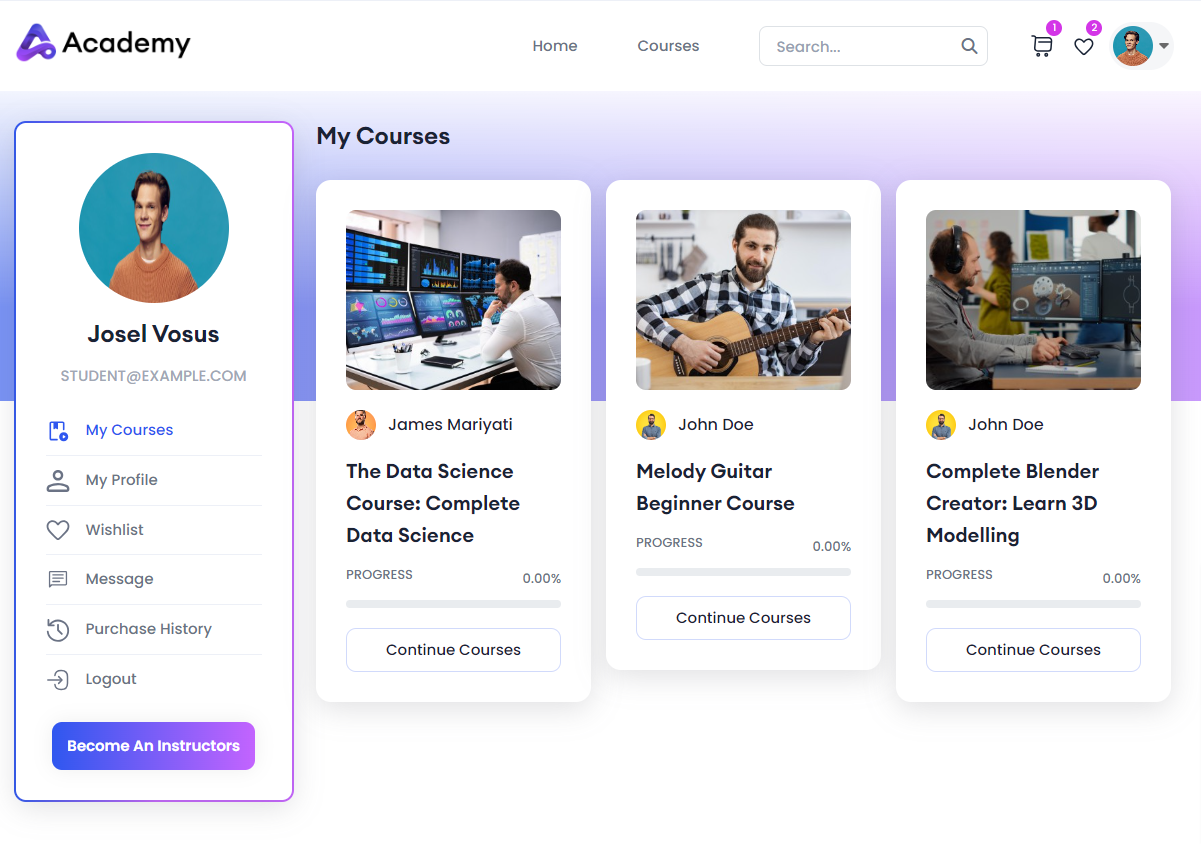 Academy
Home
Courses
Search...
1
2
My Courses
Josel Vosus
STUDENT@EXAMPLE.COM
My Courses
My Profile
Wishlist
Message
Purchase History
Logout
Become An Instructors
James Mariyati
The Data Science
Course: Complete
Data Science
PROGRESS
0.00%
Continue Courses
John Doe
Melody Guitar
Beginner Course
PROGRESS
0.00%
Continue Courses
John Doe
Complete Blender
Creator: Learn 3D
Modelling
PROGRESS
0.00%
Continue Courses